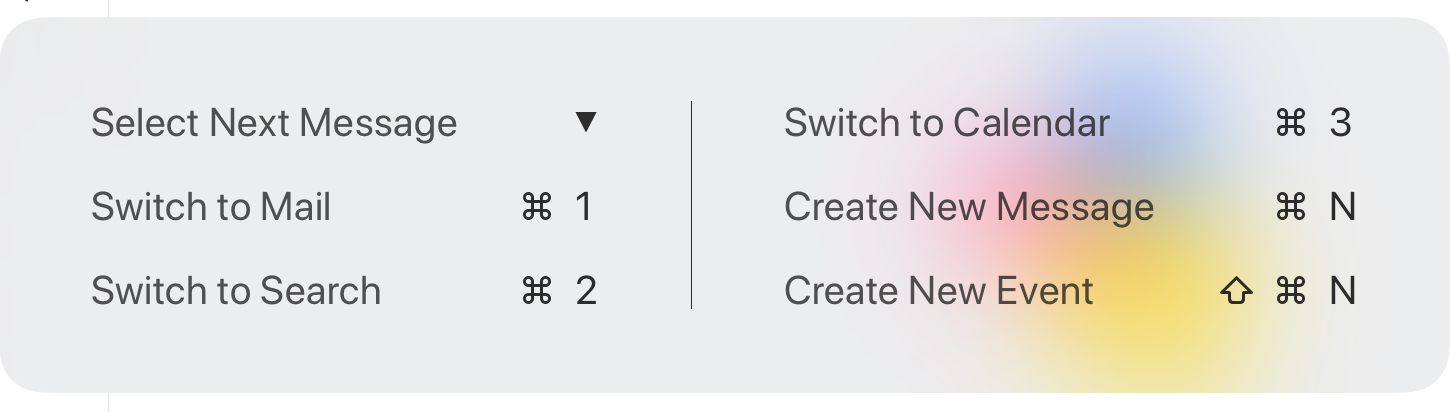 Select Next Message ▼
Switch to Mail ⌘ 1
Switch to Search ⌘ 2
Switch to Calendar ⌘ 3
Create New Message ⌘ N
Create New Event ⇧ ⌘ N